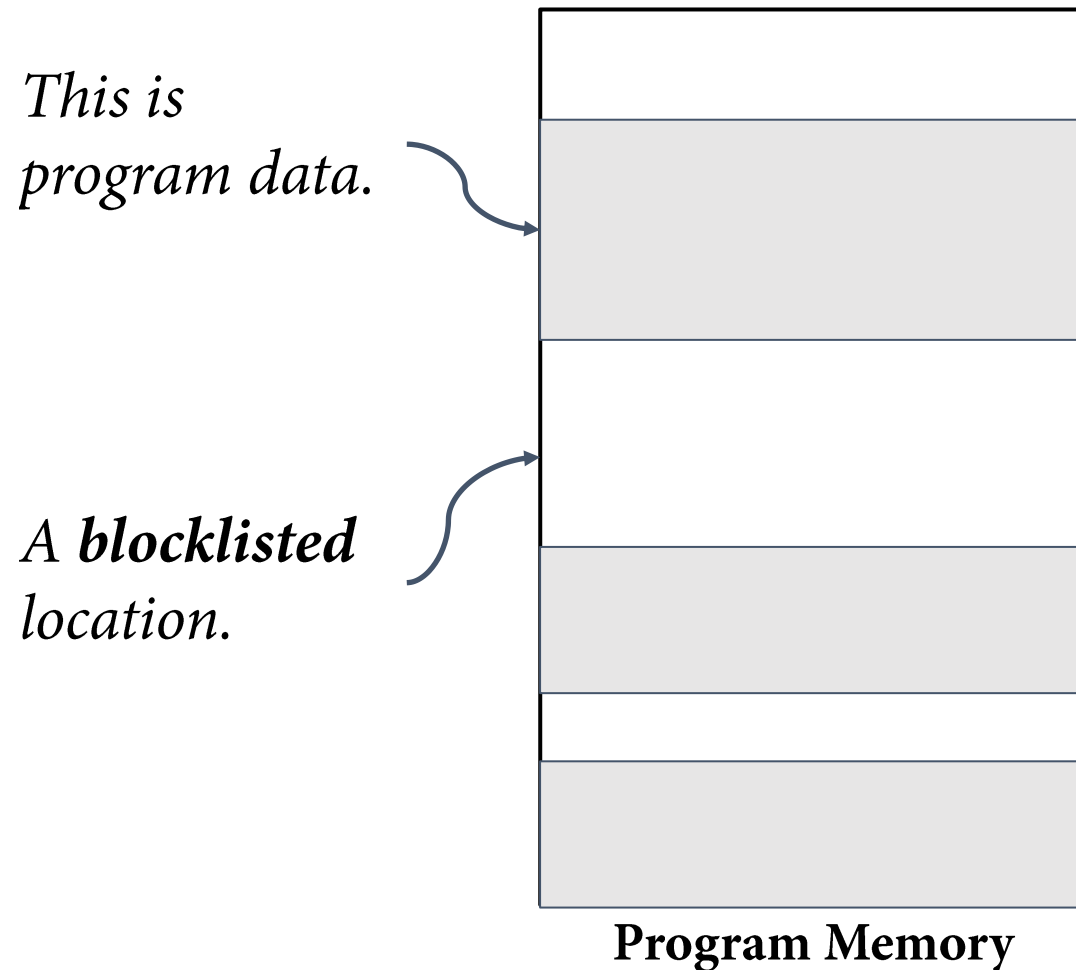 This is
program data.
A blocklisted
location.
Program Memory